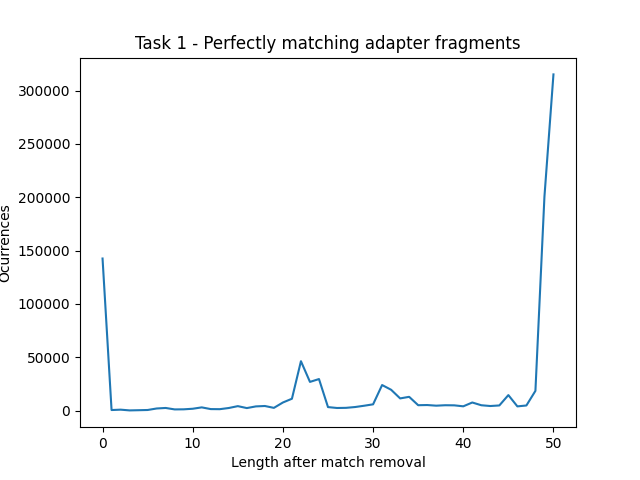 Task 1 - Perfectly matching adapter fragments
300000
250000
200000
150000
100000
50000
0
Ocurrences
0 10 20 30 40 50
Length after match removal